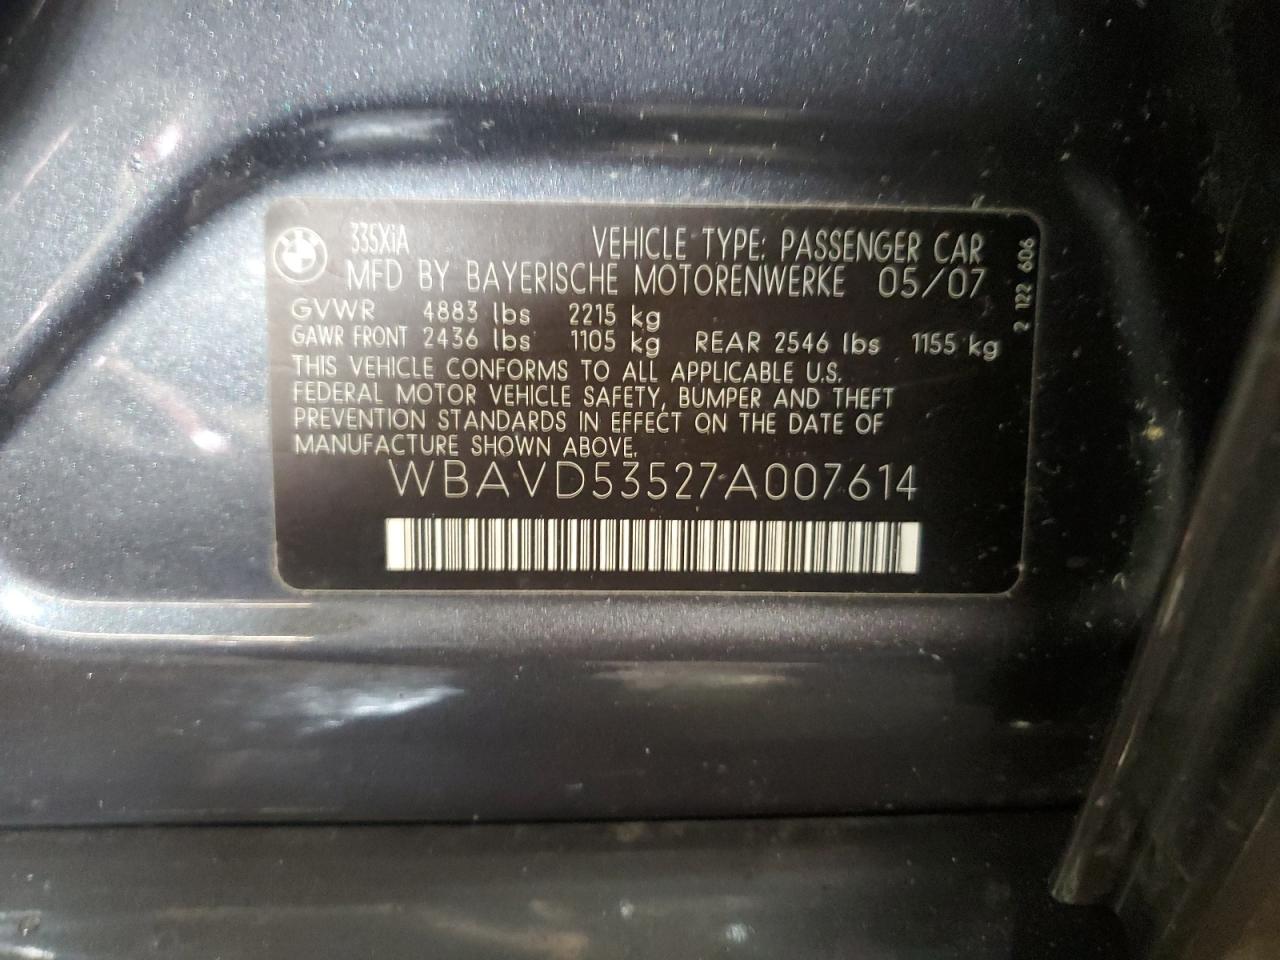 335XiA VEHICLE TYPE: PASSENGER CAR
MFD BY BAYERISCHE MOTORENWERKE 05/07
GVWR 4883 lbs 2215 kg
GAWR FRONT 2436 lbs 1105 kg REAR 2546 lbs 1155 kg
THIS VEHICLE CONFORMS TO ALL APPLICABLE U.S.
FEDERAL MOTOR VEHICLE SAFETY, BUMPER AND THEFT
PREVENTION STANDARDS IN EFFECT ON THE DATE OF
MANUFACTURE SHOWN ABOVE.
WBAVD53527A007614
2 122 606